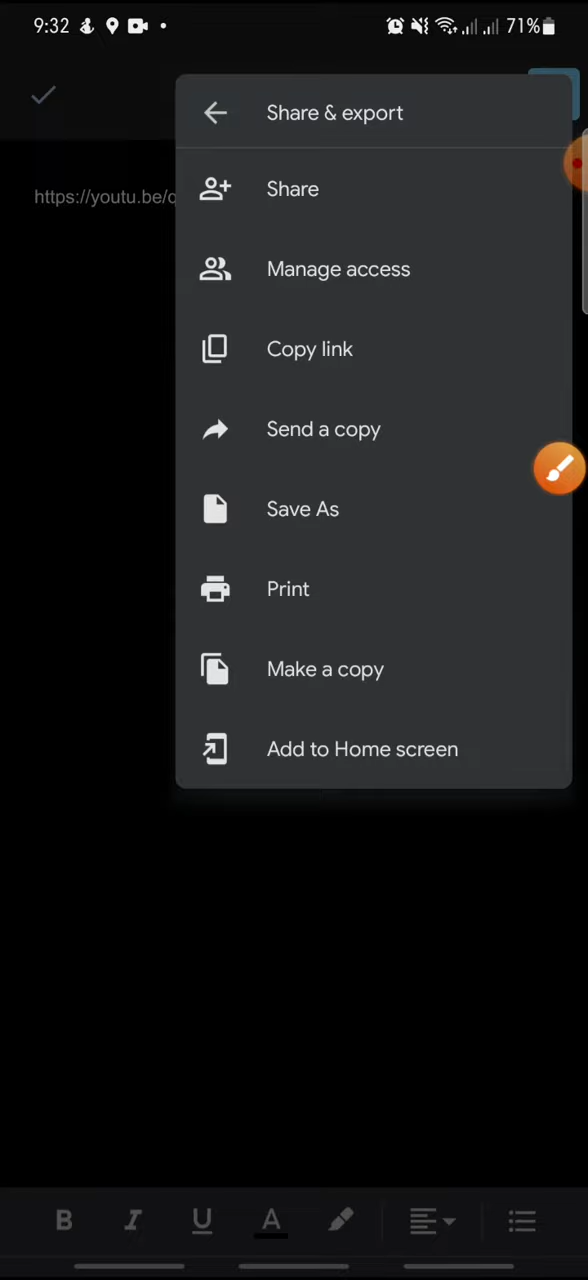 9:32
71%
Share & export
https://youtu.be/
Share
Manage access
Copy link
Send a copy
Save As
Print
Make a copy
Add to Home screen
B I U A